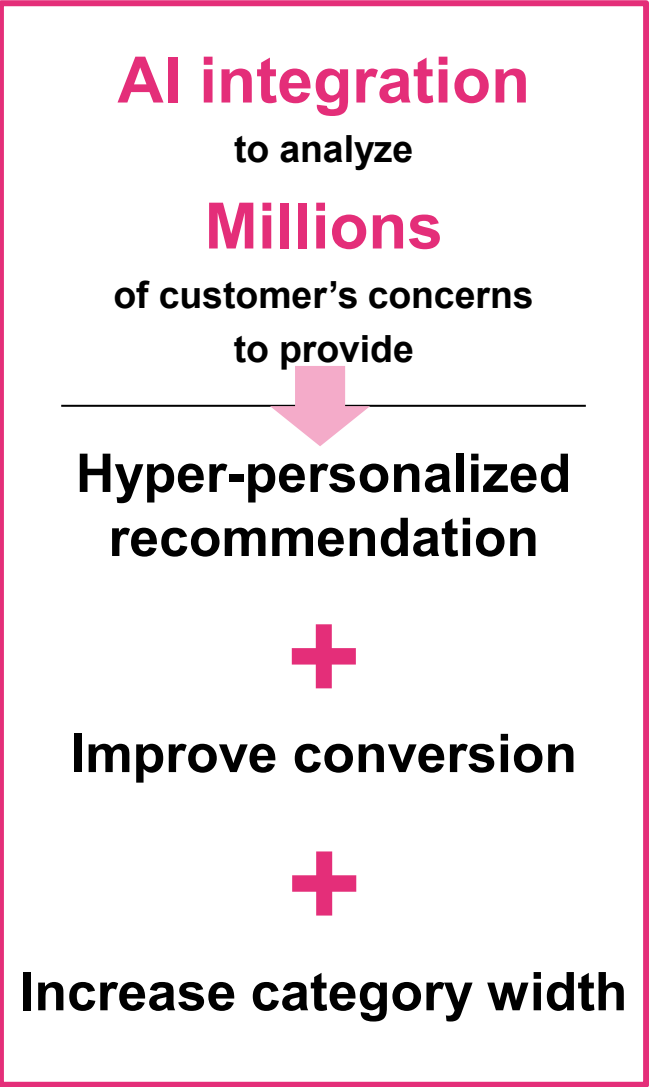 AI integration
to analyze
Millions
of customer’s concerns
to provide
Hyper-personalized
recommendation
+
Improve conversion
+
Increase category width